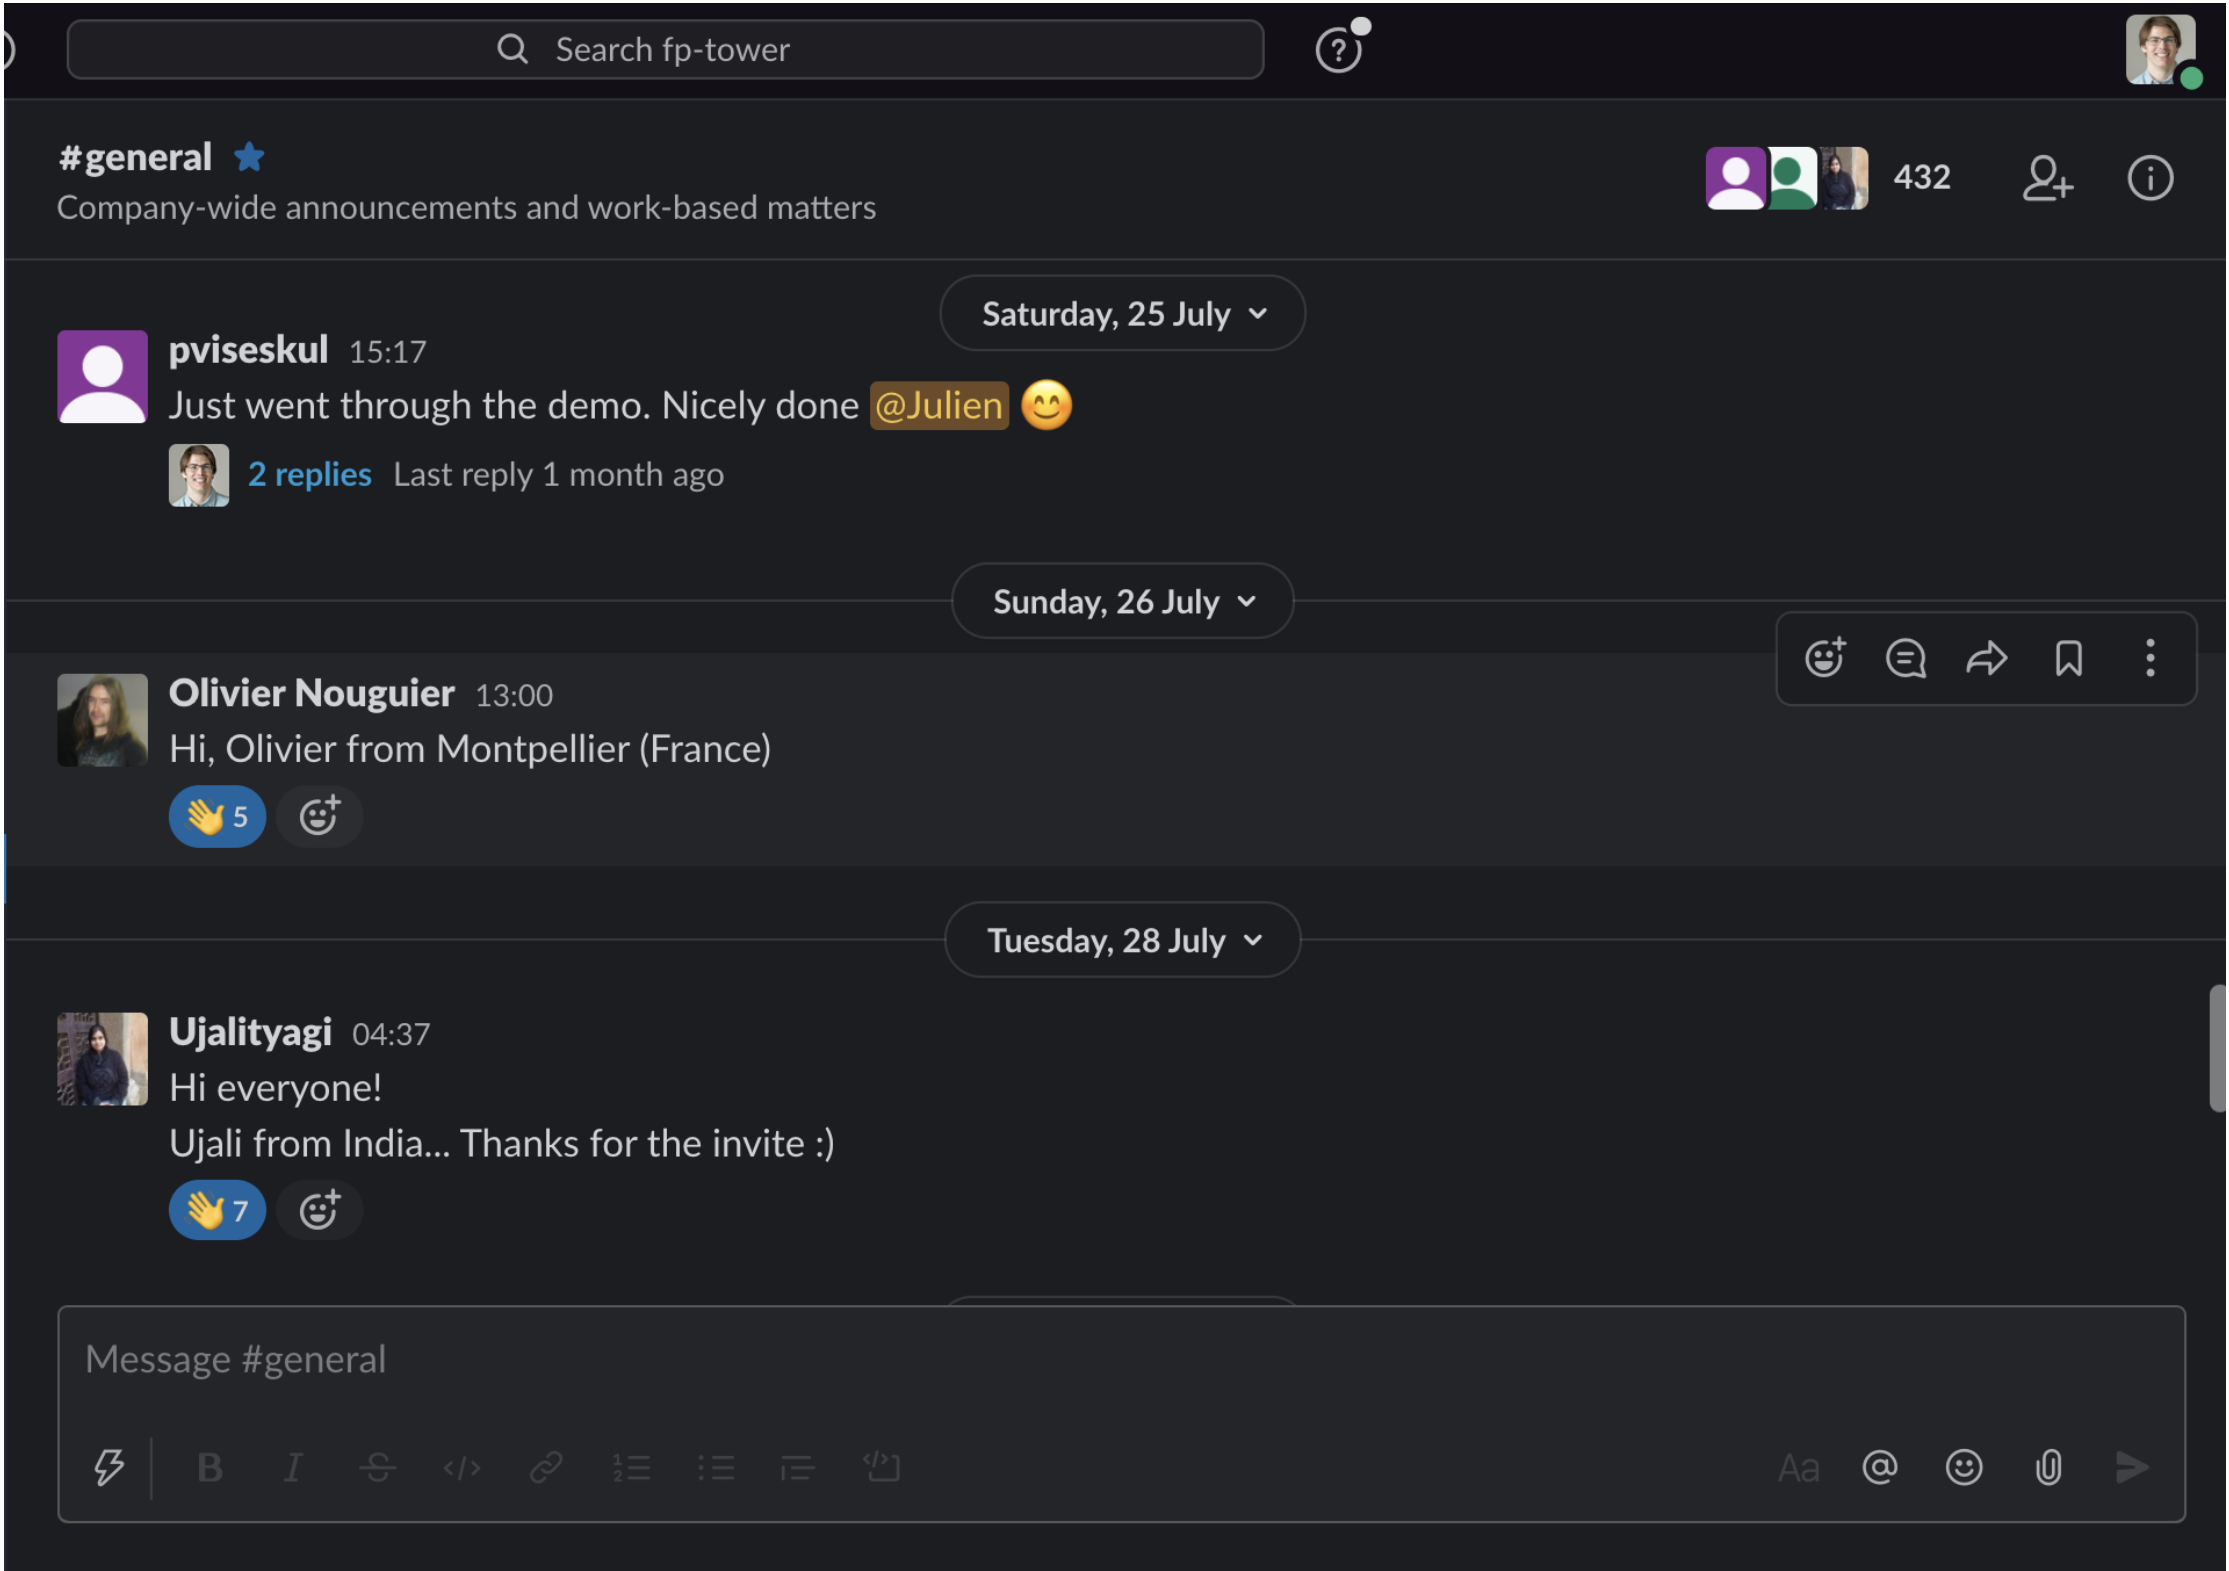 Search fp-tower
#general
Company-wide announcements and work-based matters
432
Saturday, 25 July
pviseskul 15:17
Just went through the demo. Nicely done @Julien 😊
2 replies Last reply 1 month ago
Sunday, 26 July
Olivier Nouguier 13:00
Hi, Olivier from Montpellier (France)
👋 5
Tuesday, 28 July
Ujalityagi 04:37
Hi everyone!
Ujali from India... Thanks for the invite :)
👋 7
Message #general
B I S </> Aa @